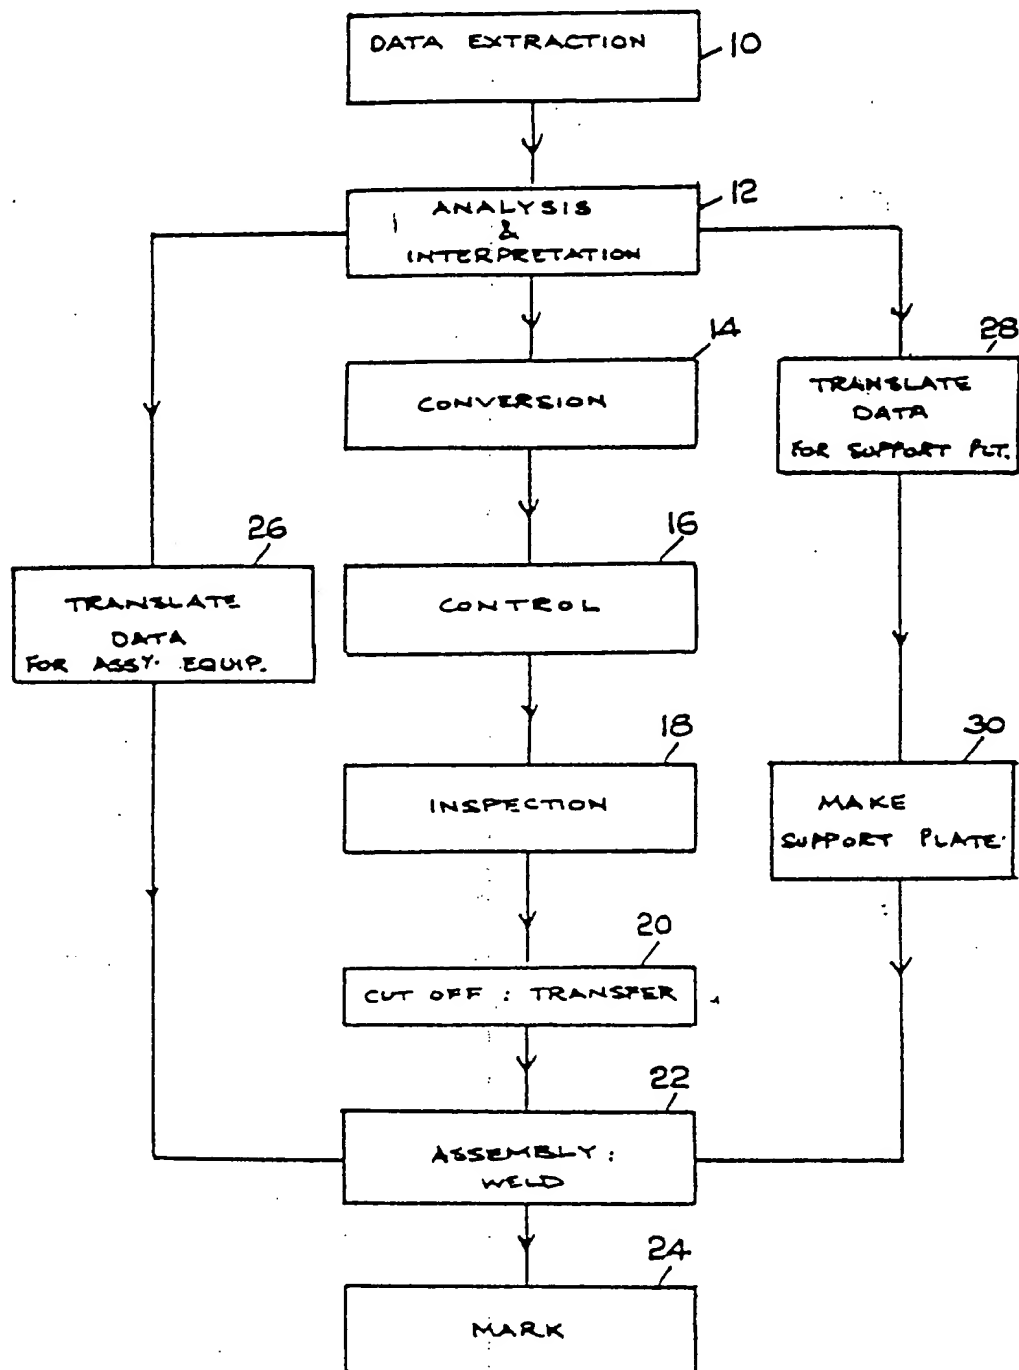 DATA EXTRACTION
10
ANALYSIS
&
INTERPRETATION
12
CONVERSION
14
TRANSLATE
DATA
FOR SUPPORT PLT.
28
CONTROL
16
TRANSLATE
DATA
FOR ASSY. EQUIP.
26
INSPECTION
18
MAKE
SUPPORT PLATE.
30
CUT OFF : TRANSFER
20
ASSEMBLY :
WELD
22
MARK
24